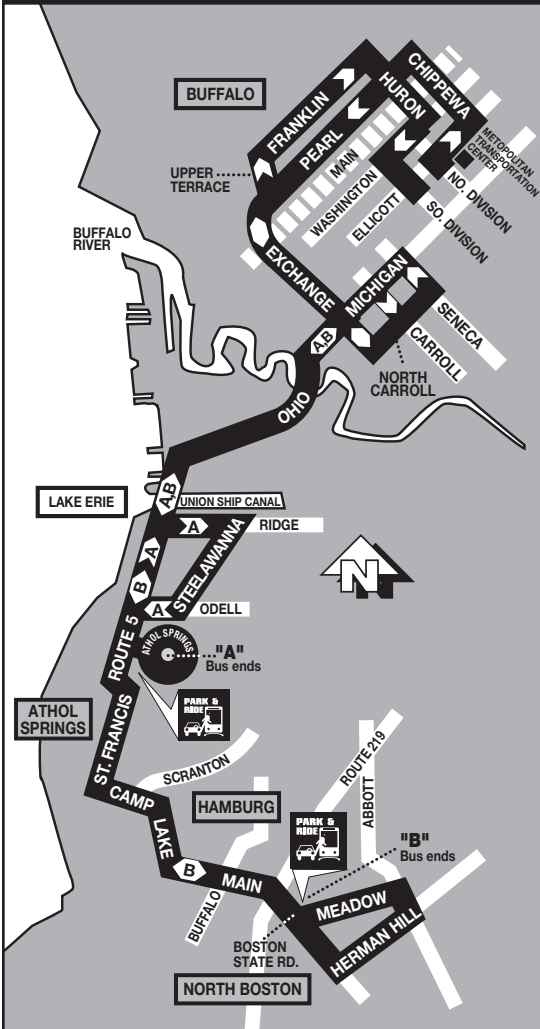 BUFFALO
FRANKLIN
HURON
CHIPPEWA
PEARL
METOPOLITAN
TRANSPORTATION
CENTER
UPPER
TERRACE
MAIN
WASHINGTON
ELLICOTT
NO. DIVISION
SO. DIVISION
BUFFALO
RIVER
EXCHANGE
MICHIGAN
SENECA
CARROLL
A,B
NORTH
CARROLL
OHIO
LAKE ERIE
A,B
UNION SHIP CANAL
A
RIDGE
A
STEELAWANNA
B
A
ODELL
N
ROUTE 5
ATHOL SPRINGS
"A"
Bus ends
PARK &
RIDE
ATHOL
SPRINGS
ST. FRANCIS
SCRANTON
ROUTE 219
CAMP
HAMBURG
ABBOTT
PARK &
RIDE
LAKE
"B"
Bus ends
B
MAIN
MEADOW
BUFFALO
BOSTON
STATE RD.
HERMAN HILL
NORTH BOSTON